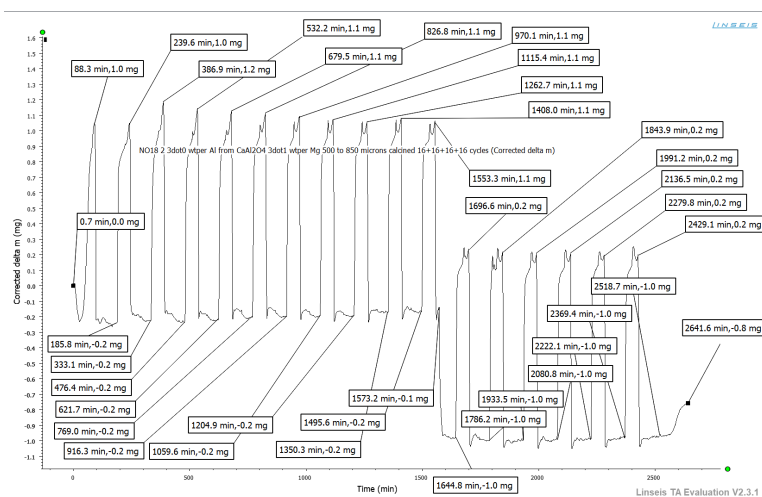 LINSEIS
532.2 min,1.1 mg
826.8 min,1.1 mg
239.6 min,1.0 mg
970.1 min,1.1 mg
679.5 min,1.1 mg
1115.4 min,1.1 mg
88.3 min,1.0 mg
386.9 min,1.2 mg
1262.7 min,1.1 mg
1408.0 min,1.1 mg
1843.9 min,0.2 mg
NO18 2 3dot0 wtper Al from CaAl2O4 3dot1 wtper Mg 500 to 850 microns calcined 16+16+16+16 cycles (Corrected delta m)
1991.2 min,0.2 mg
2136.5 min,0.2 mg
1553.3 min,1.1 mg
2279.8 min,0.2 mg
1696.6 min,0.2 mg
0.7 min,0.0 mg
2429.1 min,0.2 mg
2518.7 min,-1.0 mg
2369.4 min,-1.0 mg
2641.6 min,-0.8 mg
185.8 min,-0.2 mg
2222.1 min,-1.0 mg
333.1 min,-0.2 mg
2080.8 min,-1.0 mg
476.4 min,-0.2 mg
1573.2 min,-0.1 mg
1933.5 min,-1.0 mg
621.7 min,-0.2 mg
1204.9 min,-0.2 mg
1495.6 min,-0.2 mg
1786.2 min,-1.0 mg
769.0 min,-0.2 mg
916.3 min,-0.2 mg
1059.6 min,-0.2 mg
1350.3 min,-0.2 mg
1644.8 min,-1.0 mg
Corrected delta m (mg)
1.6
1.5
1.4
1.3
1.2
1.1
1.0
0.9
0.8
0.7
0.6
0.5
0.4
0.3
0.2
0.1
0.0
0.1
0.2
0.3
0.4
0.5
0.6
0.7
0.8
0.9
1.0
1.1
0 500 1000 1500 2000 2500
Time (min)
Linseis TA Evaluation V2.3.1